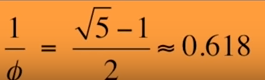 1/ϕ = (√5 − 1)/2 ≈ 0.618